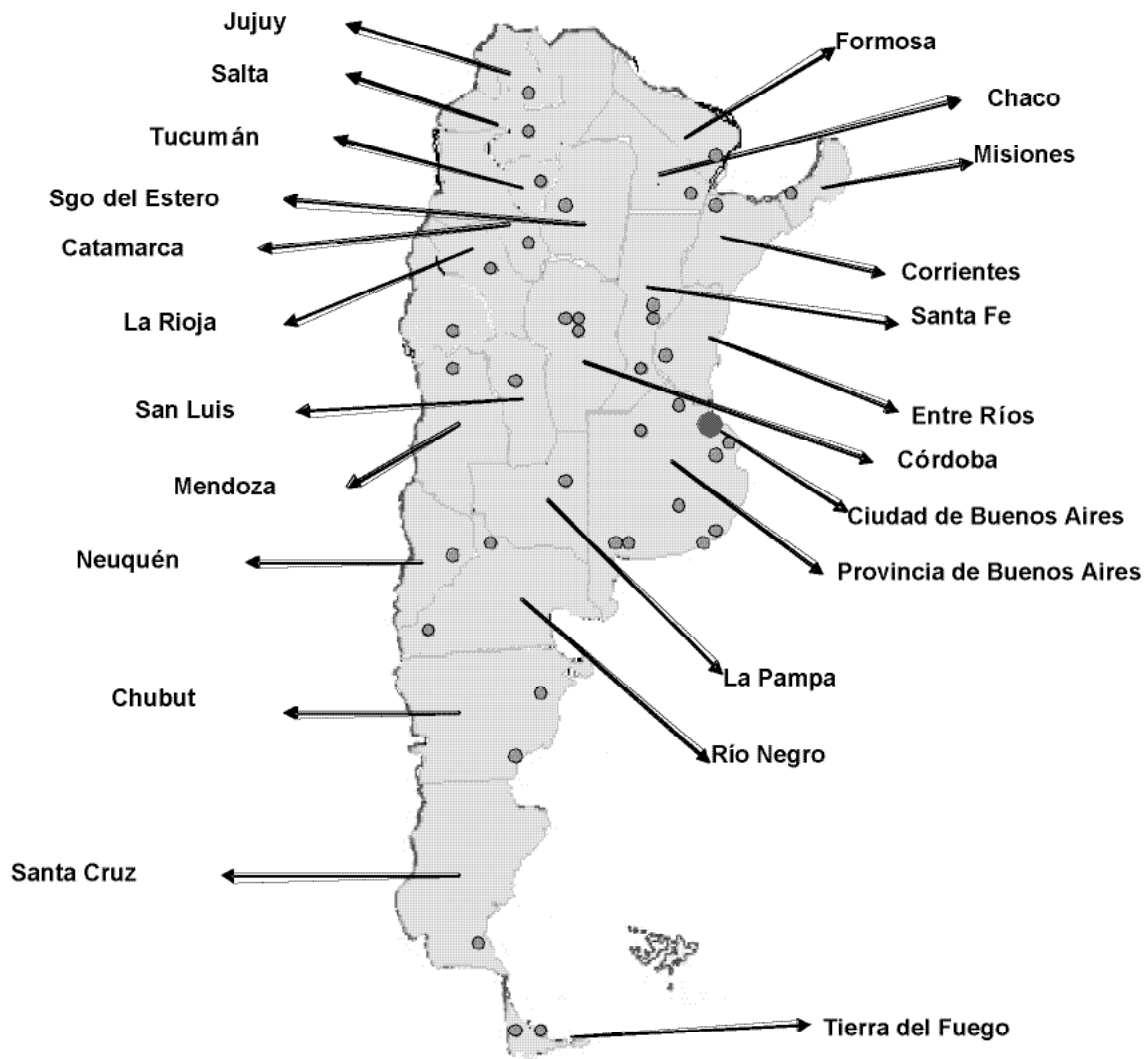 Jujuy
Salta
Tucumán
Sgo del Estero
Catamarca
La Rioja
San Luis
Mendoza
Neuquén
Chubut
Santa Cruz
Formosa
Chaco
Misiones
Corrientes
Santa Fe
Entre Ríos
Córdoba
Ciudad de Buenos Aires
Provincia de Buenos Aires
La Pampa
Río Negro
Tierra del Fuego